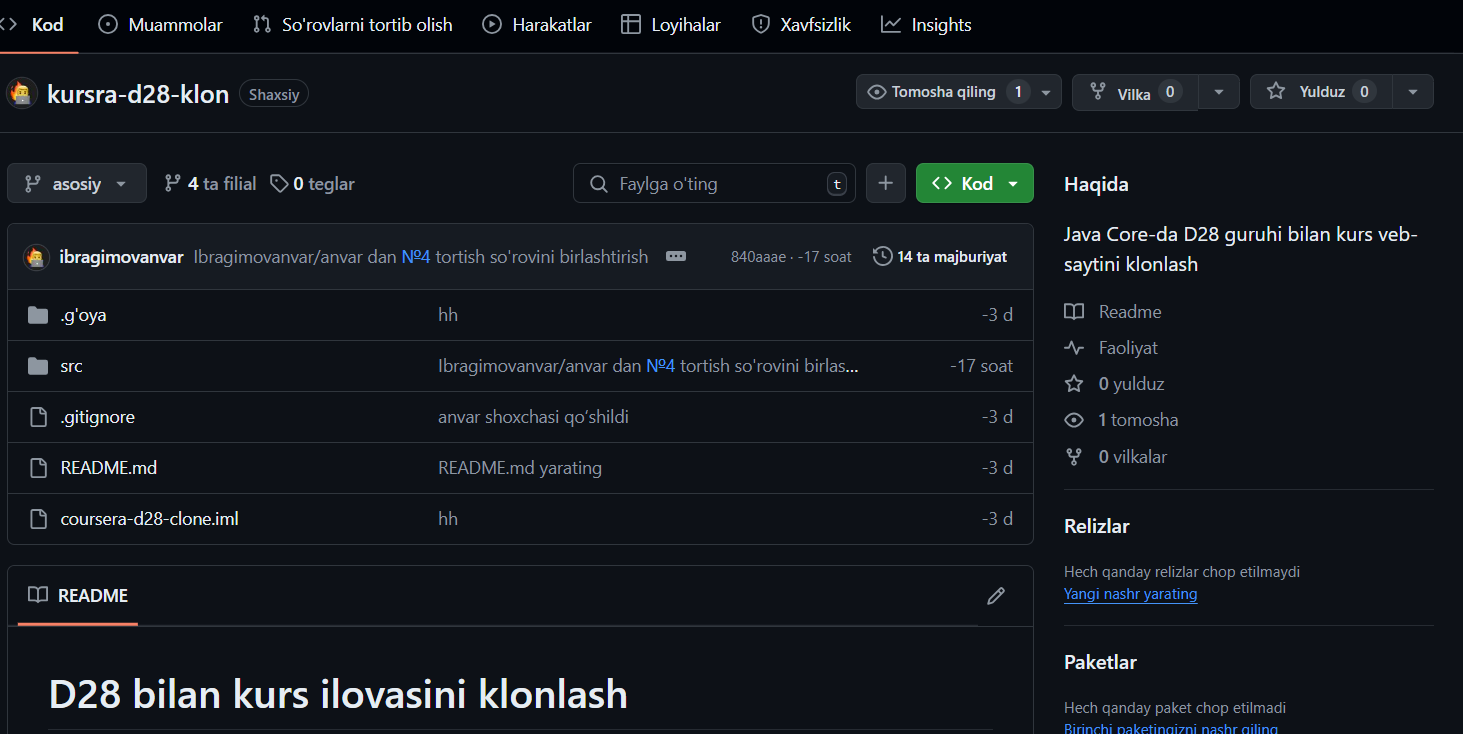 Kod Muammolar So'rovlarni tortib olish Harakatlar Loyihalar Xavfsizlik Insights
kursra-d28-klon Shaxsiy Tomosha qiling 1 Vilka 0 Yulduz 0
asosiy 4 ta filial 0 teglar Faylga o'ting t Kod
ibragimovanvar Ibragimovanvar/anvar dan №4 tortish so'rovini birlashtirish 840aaae · -17 soat 14 ta majburiyat
.g'oya hh -3 d
src Ibragimovanvar/anvar dan №4 tortish so'rovini birlas... -17 soat
.gitignore anvar shoxchasi qo‘shildi -3 d
README.md README.md yarating -3 d
coursera-d28-clone.iml hh -3 d
README
D28 bilan kurs ilovasini klonlash
Haqida
Java Core-da D28 guruhi bilan kurs veb-
saytini klonlash
Readme
Faoliyat
0 yulduz
1 tomosha
0 vilkalar
Relizlar
Hech qanday relizlar chop etilmaydi
Yangi nashr yarating
Paketlar
Hech qanday paket chop etilmadi
Birinchi paketingizni nashr qiling